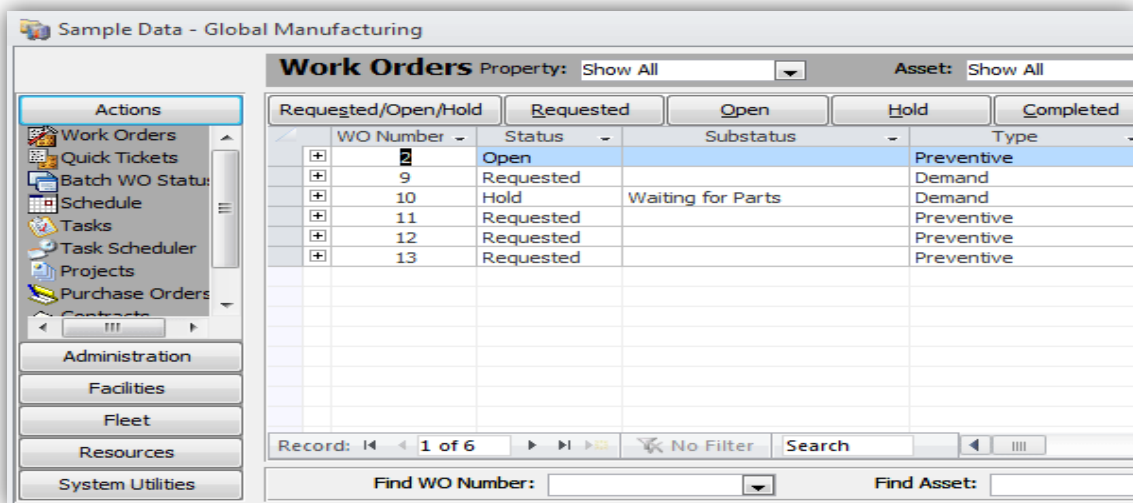 Sample Data - Global Manufacturing
Work Orders Property: Show All Asset: Show All
Actions
Work Orders
Quick Tickets
Batch WO Statu
Schedule
Tasks
Task Scheduler
Projects
Purchase Orders
Contracts
Administration
Facilities
Fleet
Resources
System Utilities
Requested/Open/Hold Requested Open Hold Completed
WO Number Status Substatus Type
2 Open Preventive
9 Requested Demand
10 Hold Waiting for Parts Demand
11 Requested Preventive
12 Requested Preventive
13 Requested Preventive
Record: 1 of 6 No Filter Search
Find WO Number: Find Asset: